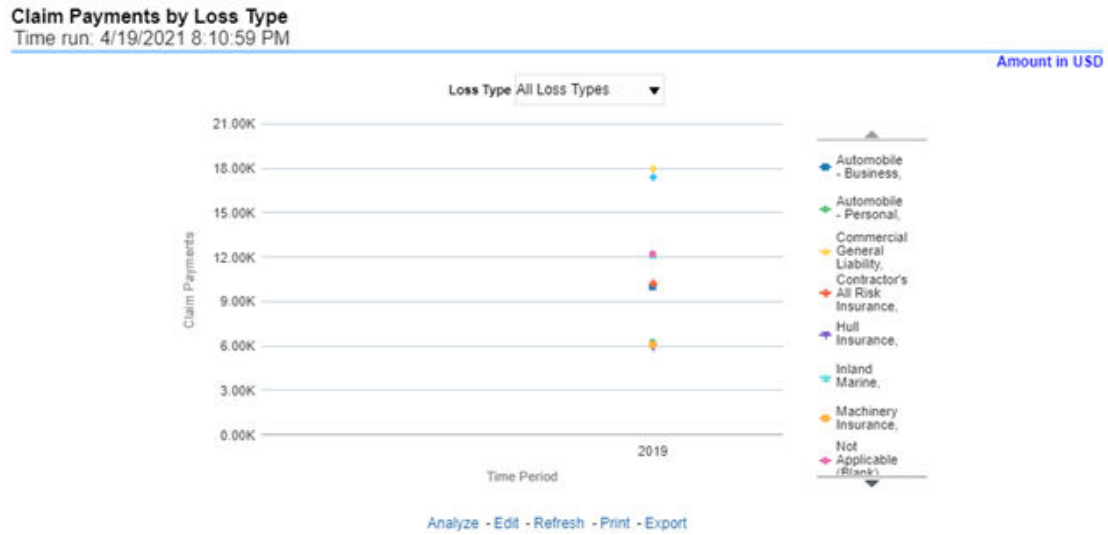 Claim Payments by Loss Type
Time run: 4/19/2021 8:10:59 PM
Amount in USD
Loss Type All Loss Types
21.00K
18.00K
15.00K
12.00K
9.00K
6.00K
3.00K
0.00K
Claim Payments
2019
Time Period
Automobile
- Business,
Automobile
- Personal,
Commercial
General
Liability,
Contractor's
All Risk
Insurance,
Hull
Insurance,
Inland
Marine,
Machinery
Insurance,
Not
Applicable
(Blank)
Analyze - Edit - Refresh - Print - Export